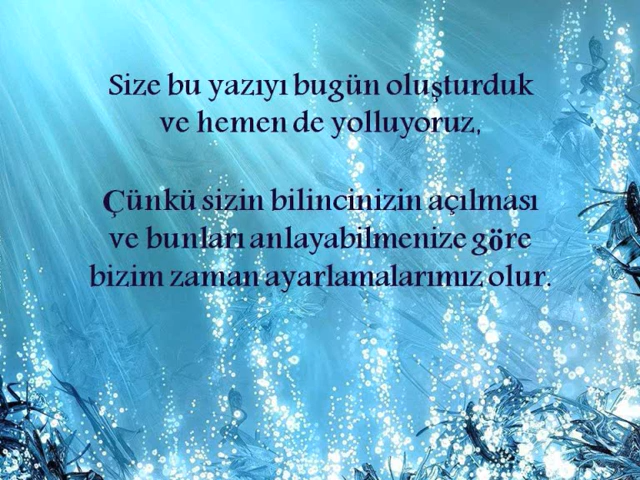 Size bu yazıyı bugün oluşturduk
ve hemen de yolluyoruz,
Çünkü sizin bilincinizin açılması
ve bunları anlayabilmenize göre
bizim zaman ayarlamalarımız olur.